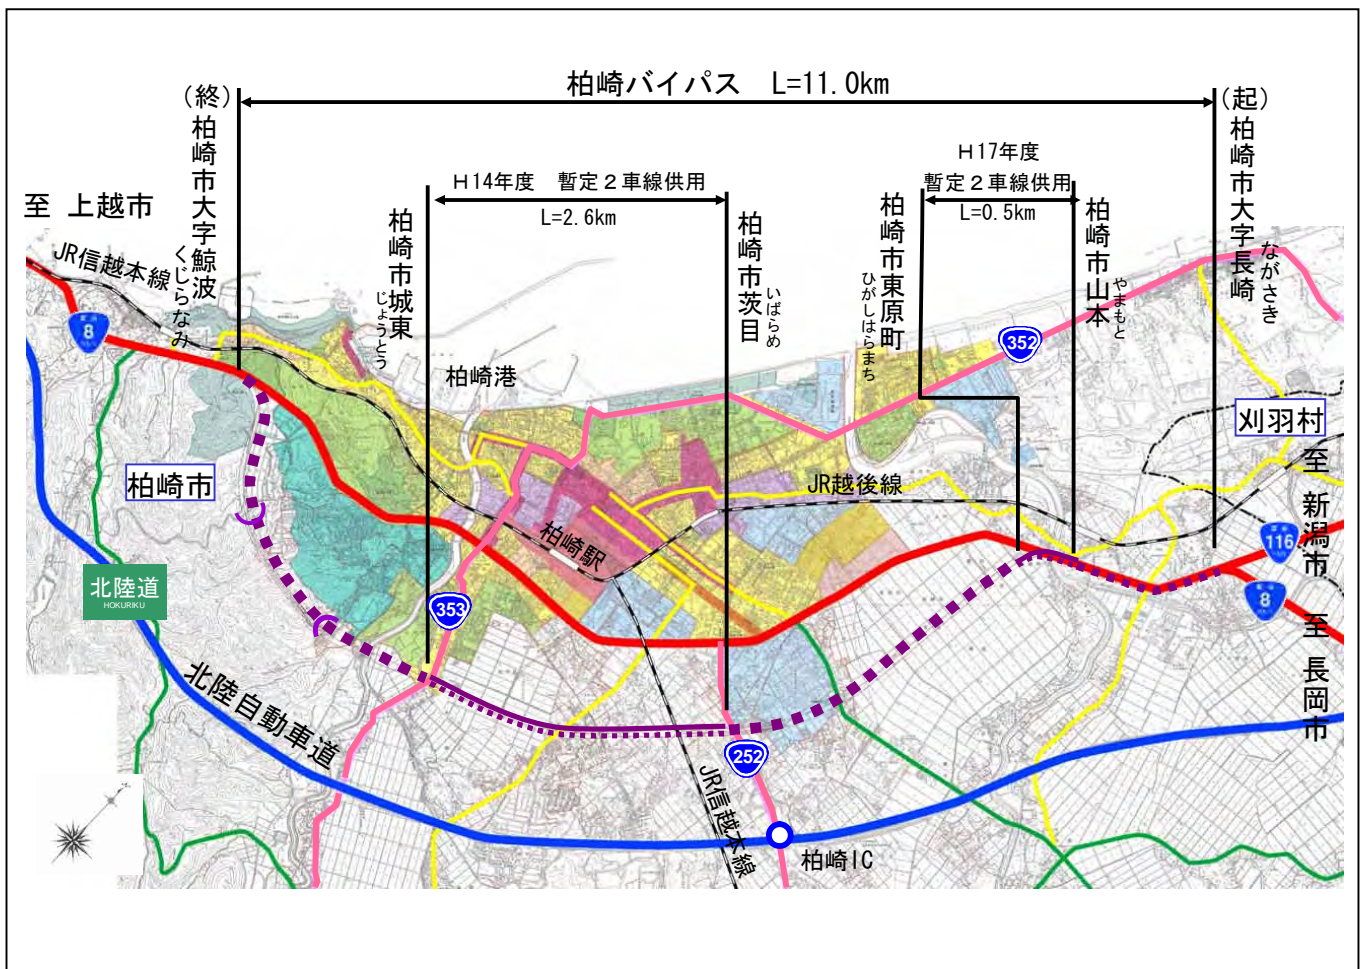 柏崎バイパス L=11.0km
(終)
柏崎市大字鯨波
くじらなみ
(起)
柏崎市大字長崎
ながさき
H14年度 暫定2車線供用
L=2.6km
H17年度
暫定2車線供用
L=0.5km
至 上越市
柏崎市城東
じょうとう
柏崎市茨目
いばらめ
柏崎市東原町
ひがしはらまち
柏崎市山本
やまもと
JR信越本線
8
柏崎港
352
刈羽村
柏崎市
JR越後線
柏崎駅
至 新潟市
116
北陸道
HOKURIKU
353
8
至 長岡市
北陸自動車道
252
JR信越本線
柏崎IC